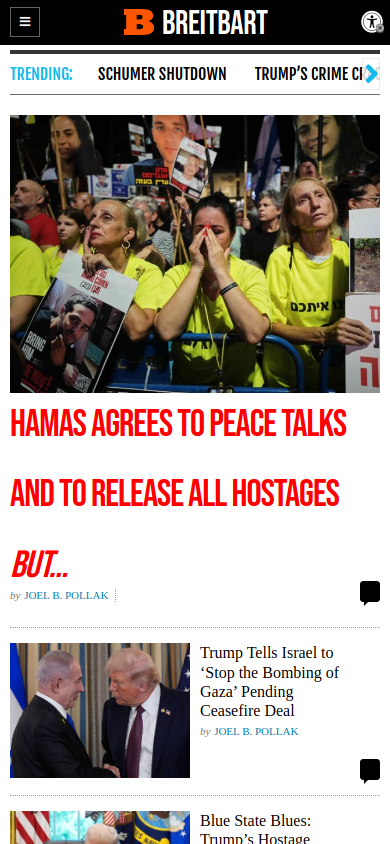 BREITBART
TRENDING:
SCHUMER SHUTDOWN
TRUMP'S CRIME
BRING
HIM
אתכם
HAMAS AGREES TO PEACE TALKS
AND TO RELEASE ALL HOSTAGES
BUT...
by JOEL B. POLLAK
Trump Tells Israel to
‘Stop the Bombing of
Gaza’ Pending
Ceasefire Deal
by JOEL B. POLLAK
Blue State Blues:
Trump’s Hostage